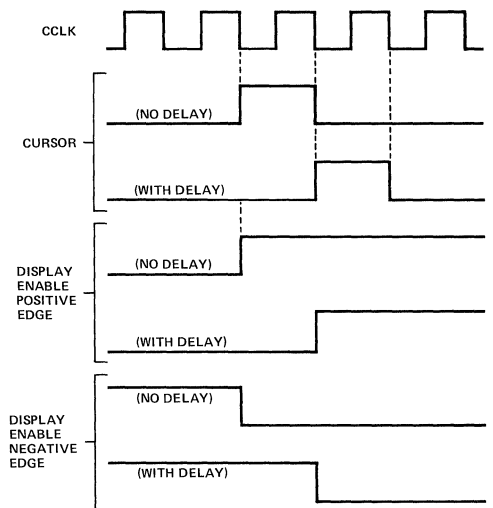 CCLK
(NO DELAY)
CURSOR
(WITH DELAY)
(NO DELAY)
DISPLAY
ENABLE
POSITIVE
EDGE
(WITH DELAY)
(NO DELAY)
DISPLAY
ENABLE
NEGATIVE
EDGE
(WITH DELAY)